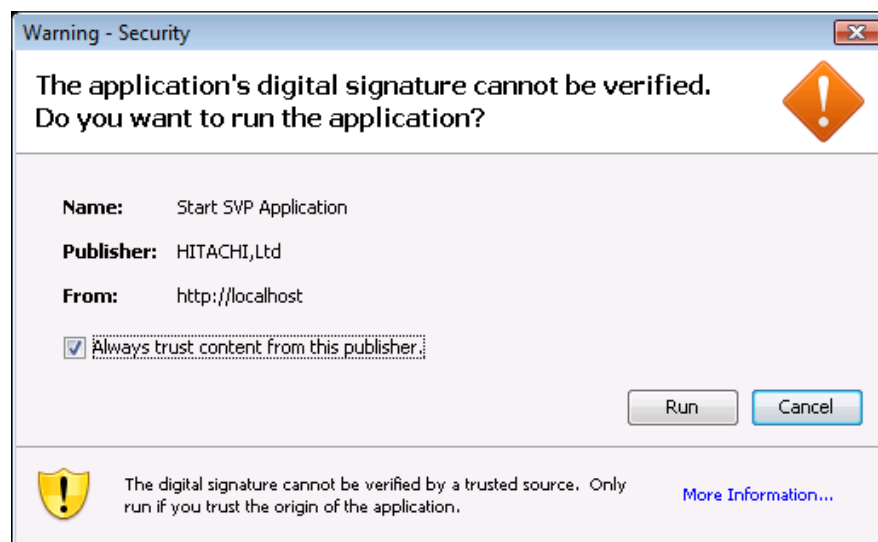 Warning - Security
The application's digital signature cannot be verified.
Do you want to run the application?
Name: Start SVP Application
Publisher: HITACHI,Ltd
From: http://localhost
Always trust content from this publisher.
Run Cancel
The digital signature cannot be verified by a trusted source. Only
run if you trust the origin of the application.
More Information...